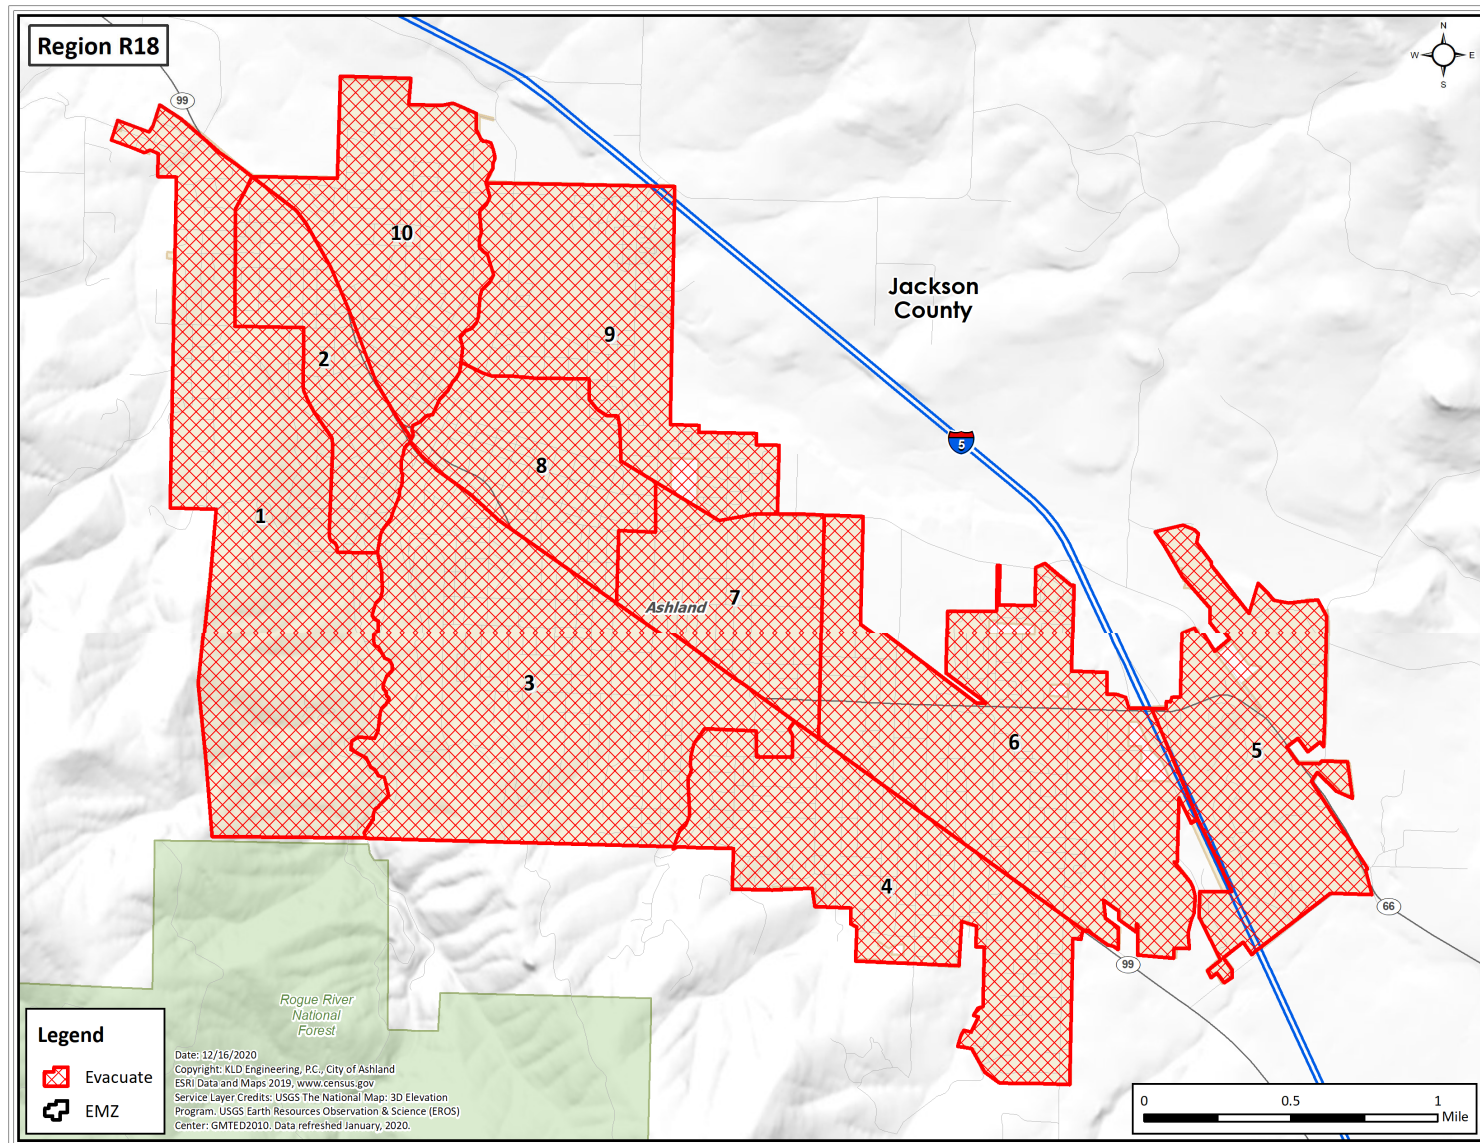 Region R18
N
W
E
S
99
10
Jackson
County
9
2
5
8
1
Ashland
7
3
6
5
4
66
99
Rogue River
National
Forest
Legend
Evacuate
EMZ
Date: 12/16/2020
Copyright: KLD Engineering, P.C., City of Ashland
ESRI Data and Maps 2019, www.census.gov
Service Layer Credits: USGS The National Map: 3D Elevation
Program. USGS Earth Resources Observation & Science (EROS)
Center: GMTED2010. Data refreshed January, 2020.
0 0.5 1
Mile